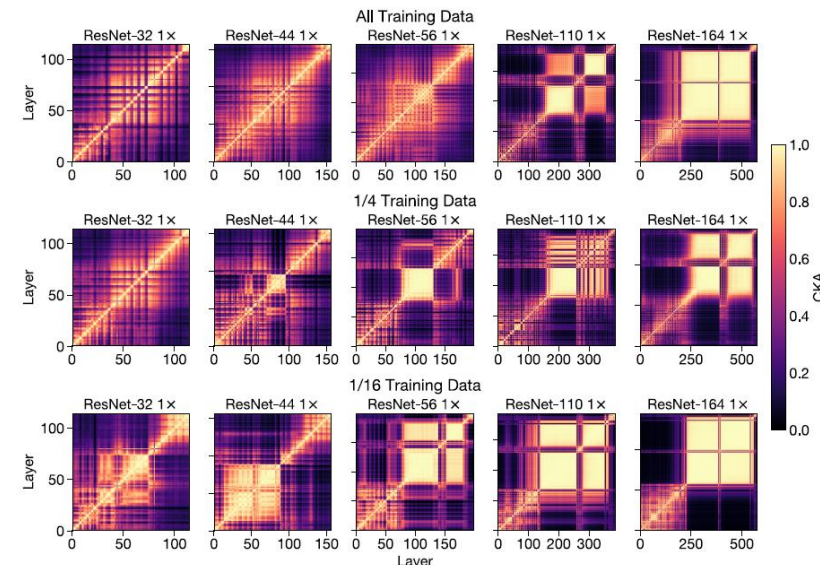 All Training Data
ResNet-32 1× ResNet-44 1× ResNet-56 1× ResNet-110 1× ResNet-164 1×
Layer
100
50
0
0 50 100 0 50 100 150 0 50 100 150 0 100 200 300 0 250 500
1/4 Training Data
ResNet-32 1× ResNet-44 1× ResNet-56 1× ResNet-110 1× ResNet-164 1×
Layer
100
50
0
0 50 100 0 50 100 150 0 50 100 150 0 100 200 300 0 250 500
1/16 Training Data
ResNet-32 1× ResNet-44 1× ResNet-56 1× ResNet-110 1× ResNet-164 1×
Layer
100
50
0
0 50 100 0 50 100 150 0 50 100 150 0 100 200 300 0 250 500
Layer
1.0
0.8
0.6
0.4
0.2
0.0
CKA